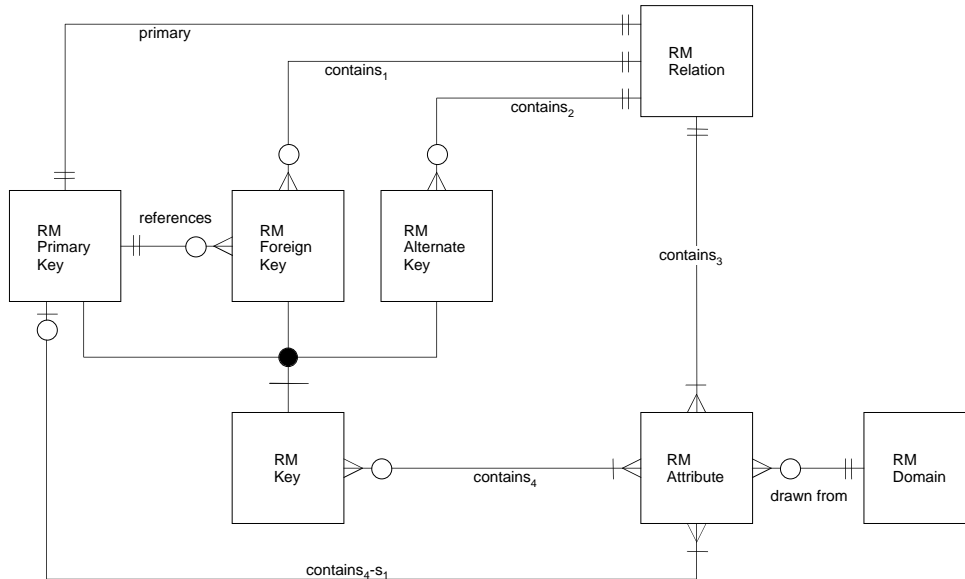 primary
RM
Relation
contains₁
contains₂
RM
Primary
Key
references
RM
Foreign
Key
RM
Alternate
Key
contains₃
RM
Key
contains₄
RM
Attribute
drawn from
RM
Domain
contains₄-s₁